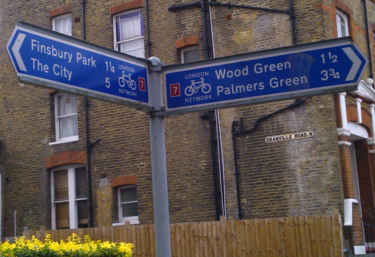 Finsbury Park 1¼
The City 5
LONDON
NETWORK
7
7
LONDON
NETWORK
Wood Green 1½
Palmers Green 3¾
GRANVILLE ROAD, N.